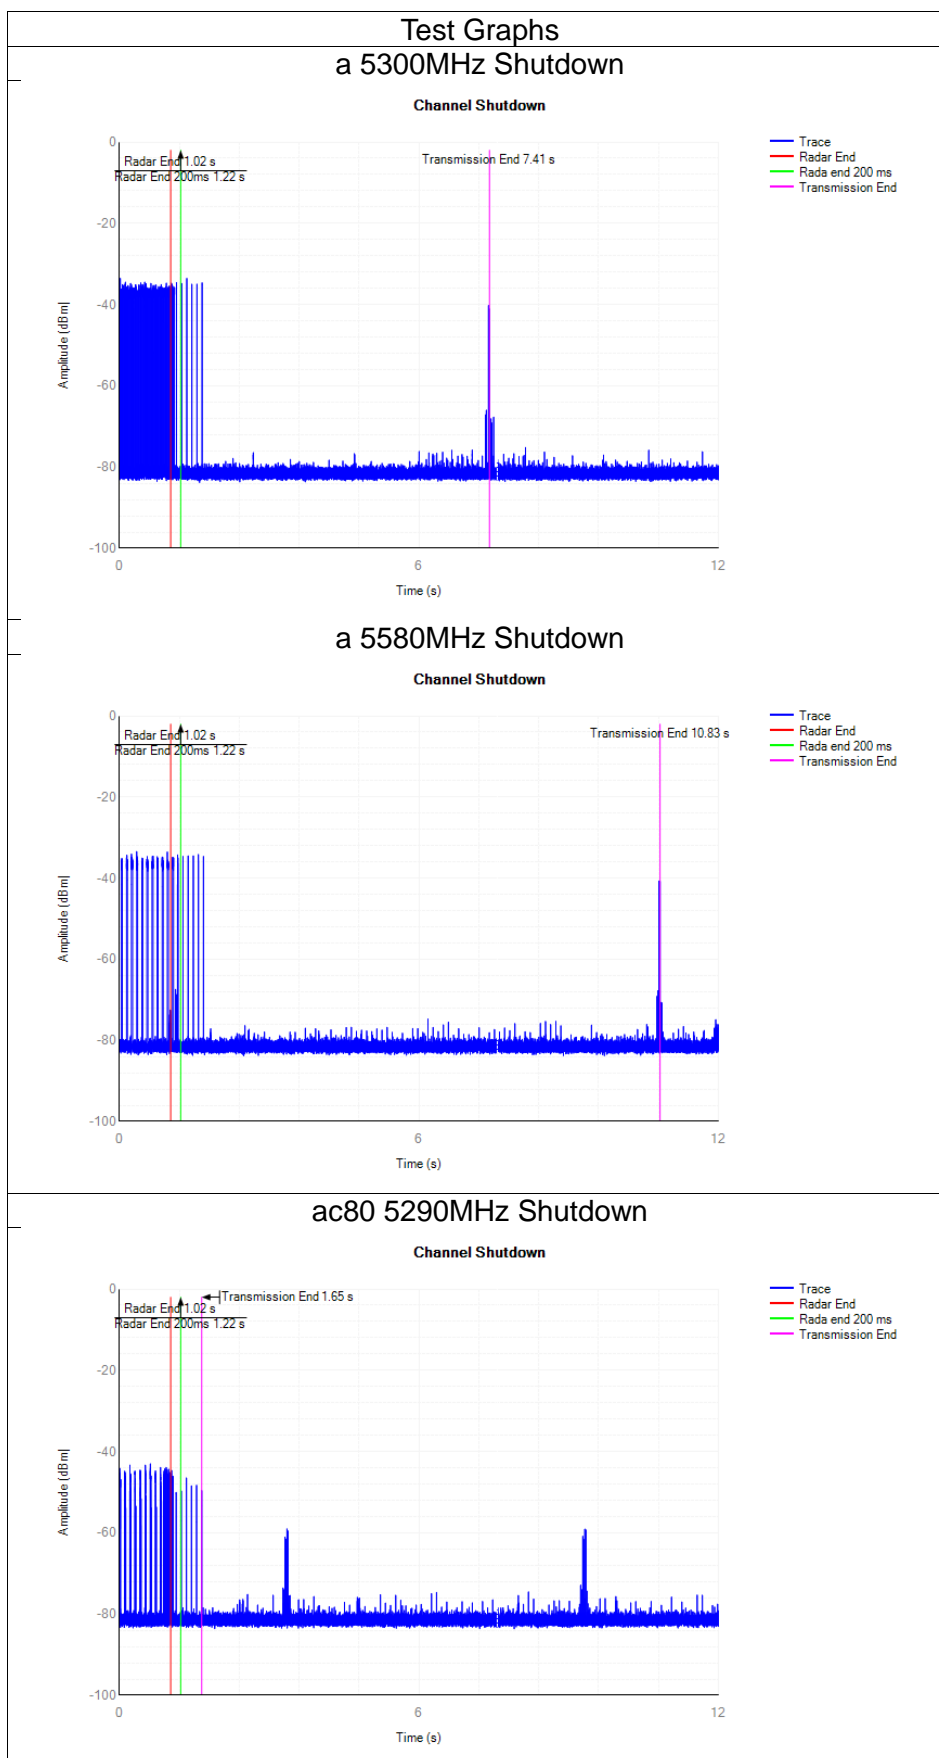 Test Graphs
a 5300MHz Shutdown
Channel Shutdown
0
-20
-40
-60
-80
-100
Amplitude [dBm]
Radar End 1.02 s
Radar End 200ms 1.22 s
Transmission End 7.41 s
Trace
Radar End
Rada end 200 ms
Transmission End
0
6
12
Time (s)
a 5580MHz Shutdown
Channel Shutdown
0
-20
-40
-60
-80
-100
Amplitude [dBm]
Radar End 1.02 s
Radar End 200ms 1.22 s
Transmission End 10.83 s
Trace
Radar End
Rada end 200 ms
Transmission End
0
6
12
Time (s)
ac80 5290MHz Shutdown
Channel Shutdown
0
-20
-40
-60
-80
-100
Amplitude [dBm]
Radar End 1.02 s
Radar End 200ms 1.22 s
Transmission End 1.65 s
Trace
Radar End
Rada end 200 ms
Transmission End
0
6
12
Time (s)